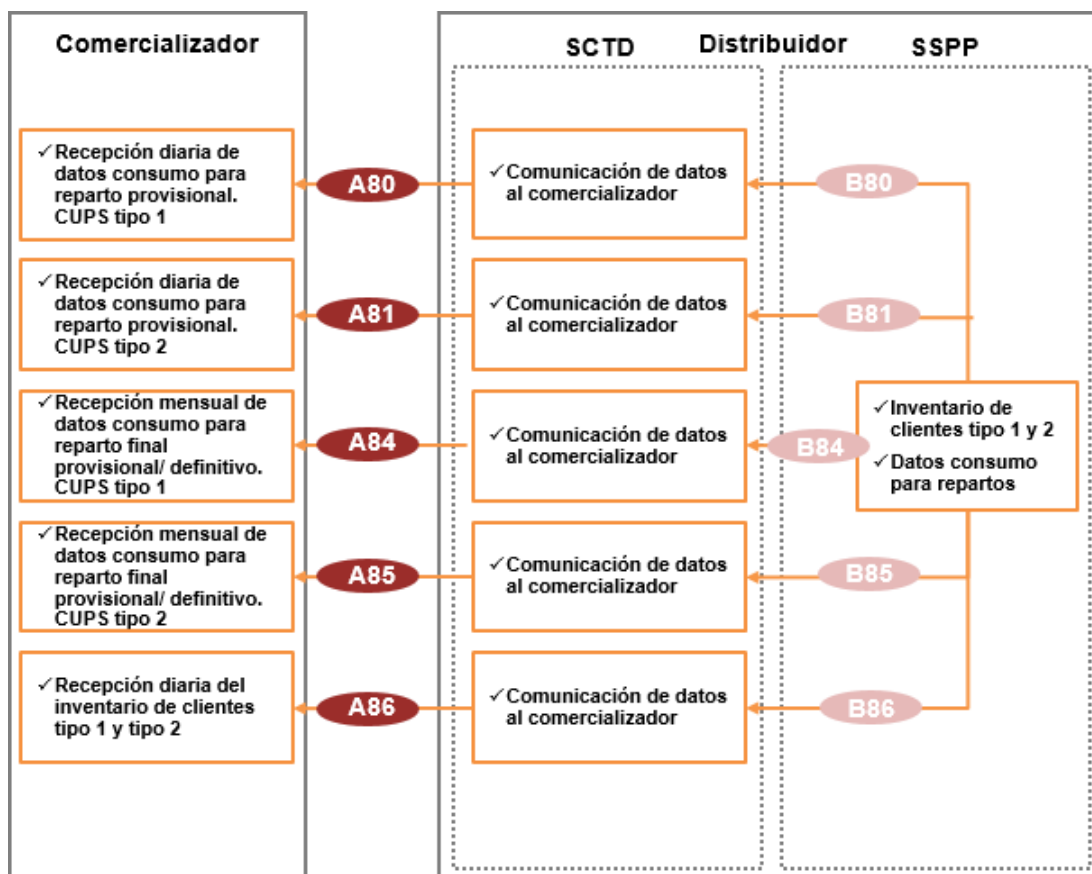 Comercializador
SCTD
Distribuidor
SSPP
✓Recepción diaria de
datos consumo para
reparto provisional.
CUPS tipo 1
A80
✓Comunicación de datos
al comercializador
B80
✓Recepción diaria de
datos consumo para
reparto provisional.
CUPS tipo 2
A81
✓Comunicación de datos
al comercializador
B81
✓Recepción mensual de
datos consumo para
reparto final
provisional/ definitivo.
CUPS tipo 1
A84
✓Comunicación de datos
al comercializador
B84
✓Inventario de
clientes tipo 1 y 2
✓Datos consumo
para repartos
✓Recepción mensual de
datos consumo para
reparto final
provisional/ definitivo.
CUPS tipo 2
A85
✓Comunicación de datos
al comercializador
B85
✓Recepción diaria del
inventario de clientes
tipo 1 y tipo 2
A86
✓Comunicación de datos
al comercializador
B86